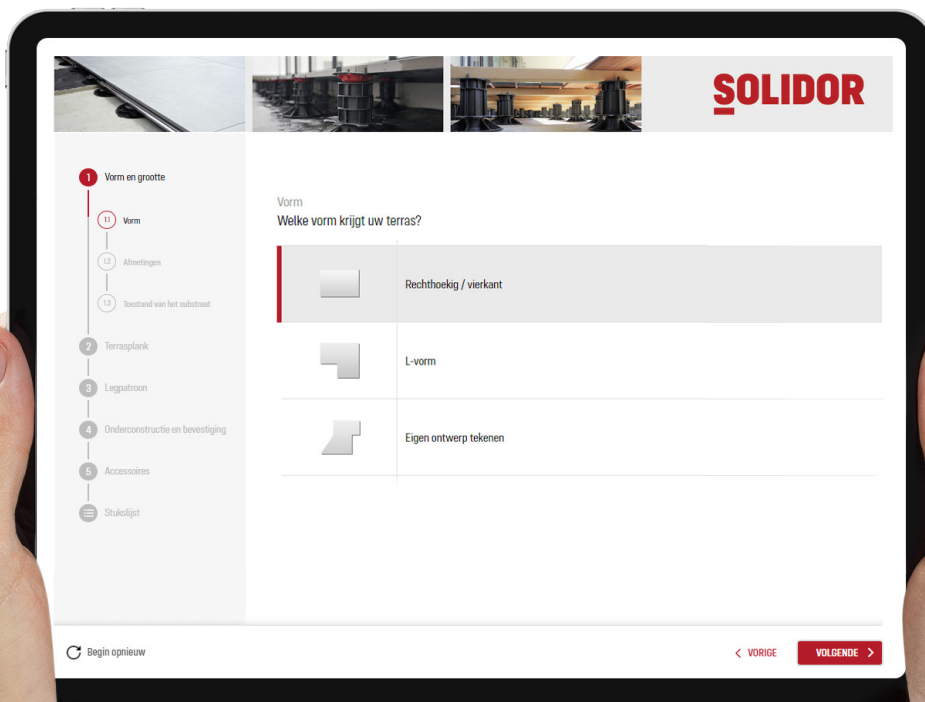 SOLIDOR
1 Vorm en grootte
1.1 Vorm
1.2 Afmetingen
1.3 Toestand van het substraat
2 Terrasplank
3 Legpatroon
4 Onderconstructie en bevestiging
5 Accessoires
Stukslijst
Vorm
Welke vorm krijgt uw terras?
Rechthoekig / vierkant
L-vorm
Eigen ontwerp tekenen
Begin opnieuw
VORIGE
VOLGENDE